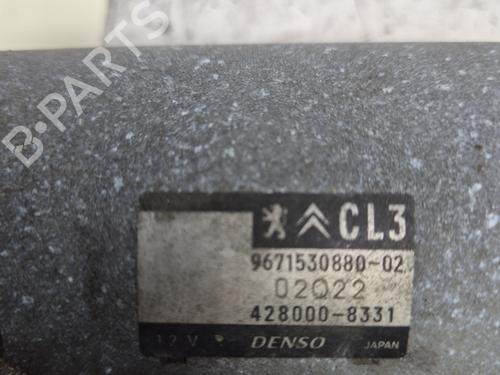 B-PARTS
CL3
9671530880-02
02Q22
428000-8331
12V DENSO JAPAN